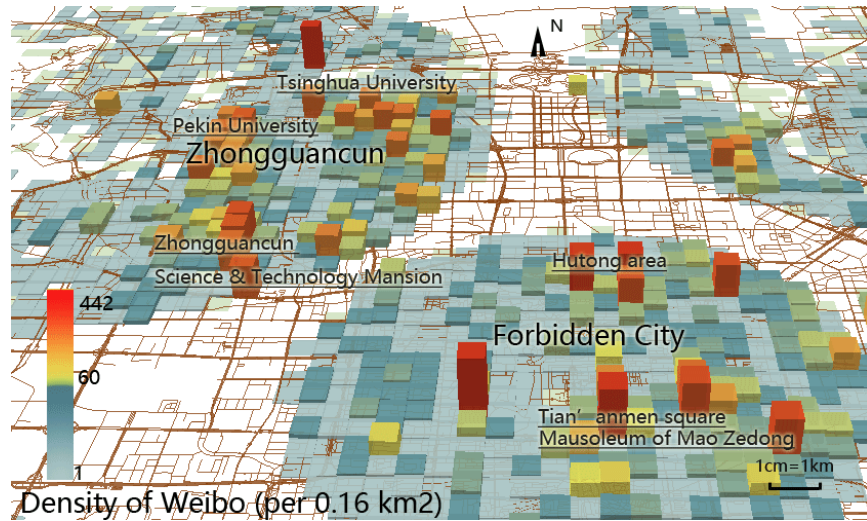 N
Tsinghua University
Pekin University
Zhongguancun
Zhongguancun
Science & Technology Mansion
Hutong area
442
Forbidden City
60
Tian'anmen square
Mausoleum of Mao Zedong
1
1cm=1km
Density of Weibo (per 0.16 km2)